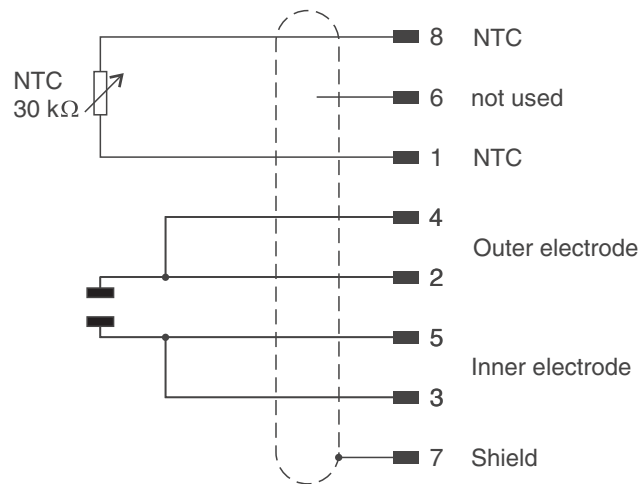 8 NTC
NTC
30 kΩ
6 not used
1 NTC
4
Outer electrode
2
5
Inner electrode
3
7 Shield